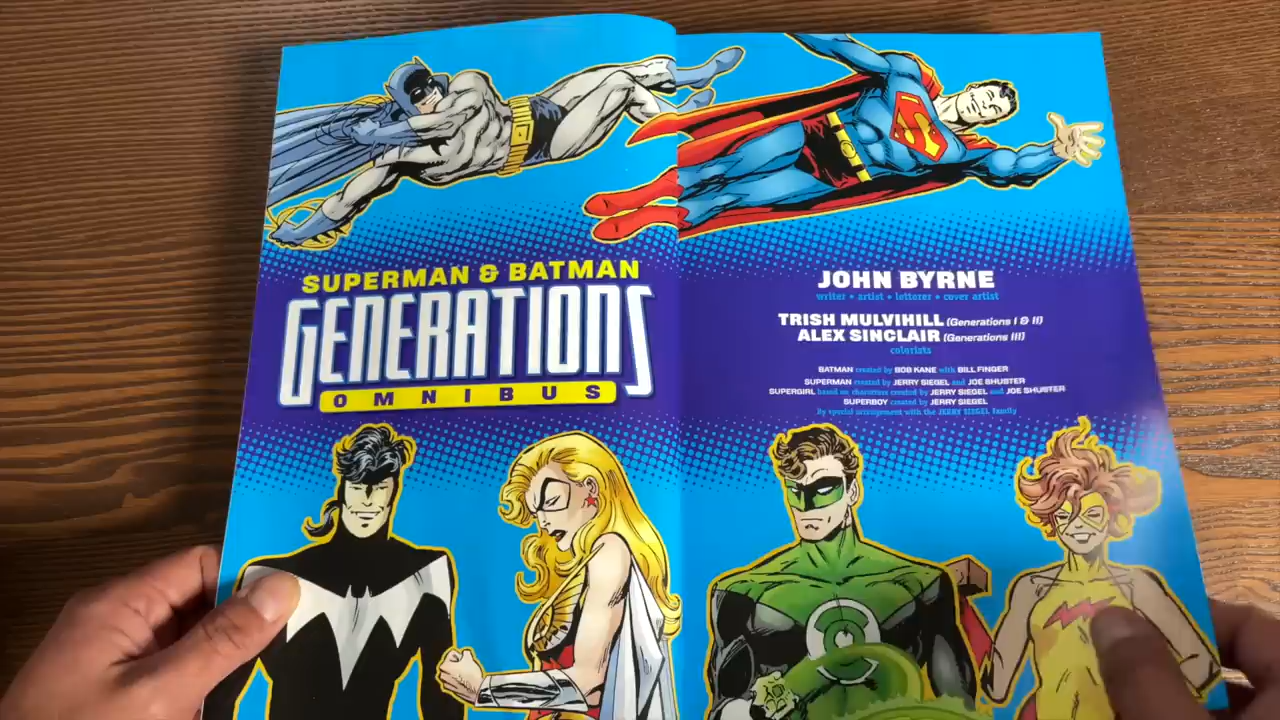 SUPERMAN & BATMAN
GENERATIONS
OMNIBUS
JOHN BYRNE
writer • artist • letterer • cover artist
TRISH MULVIHILL (Generations I & II)
ALEX SINCLAIR (Generations III)
colorists
BATMAN created by BOB KANE with BILL FINGER
SUPERMAN created by JERRY SIEGEL and JOE SHUSTER
SUPERGIRL based on characters created by JERRY SIEGEL and JOE SHUSTER
SUPERBOY created by JERRY SIEGEL
By special arrangement with the JERRY SIEGEL family